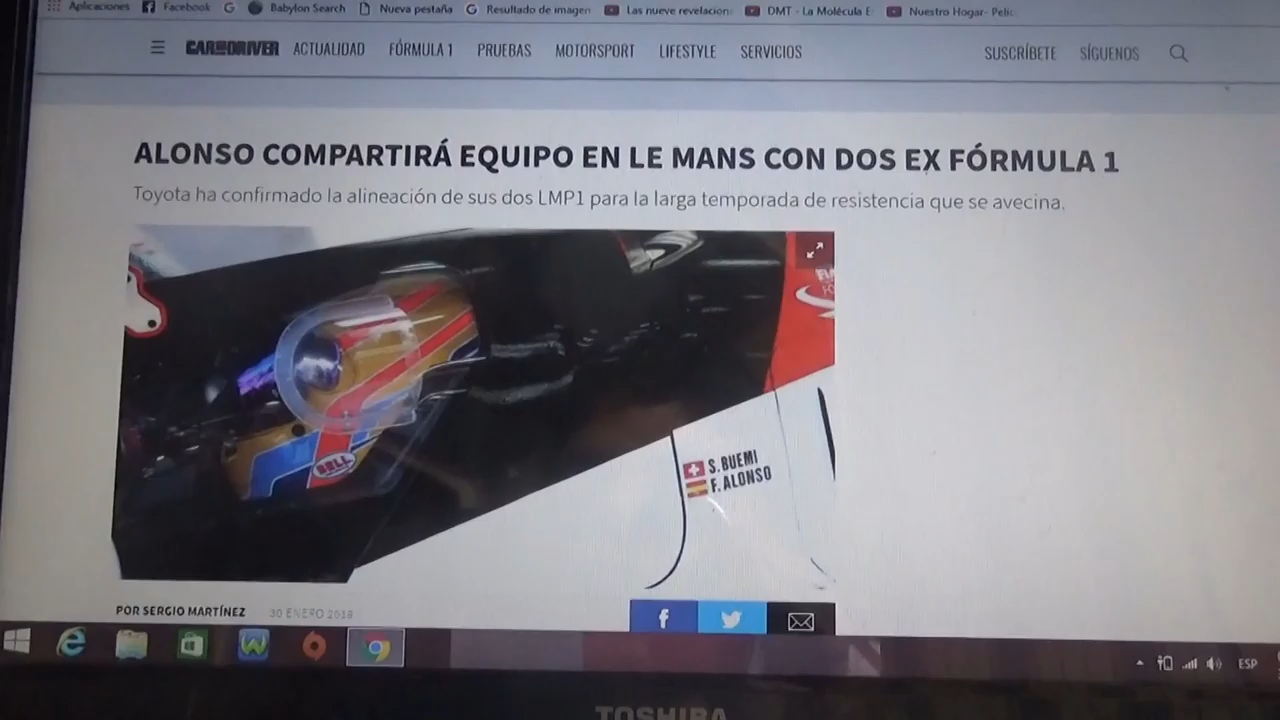 Aplicaciones Facebook Babylon Search Nueva pestaña Resultado de imagen Las nueve revelacion DMT - La Molécula E Nuestro Hogar- Pelic
CAR AND DRIVER ACTUALIDAD FÓRMULA 1 PRUEBAS MOTORSPORT LIFESTYLE SERVICIOS SUSCRÍBETE SÍGUENOS
ALONSO COMPARTIRÁ EQUIPO EN LE MANS CON DOS EX FÓRMULA 1
Toyota ha confirmado la alineación de sus dos LMP1 para la larga temporada de resistencia que se avecina.
BELL
S. BUEMI
F. ALONSO
POR SERGIO MARTÍNEZ 30 ENERO 2018
ESP
TOSHIBA